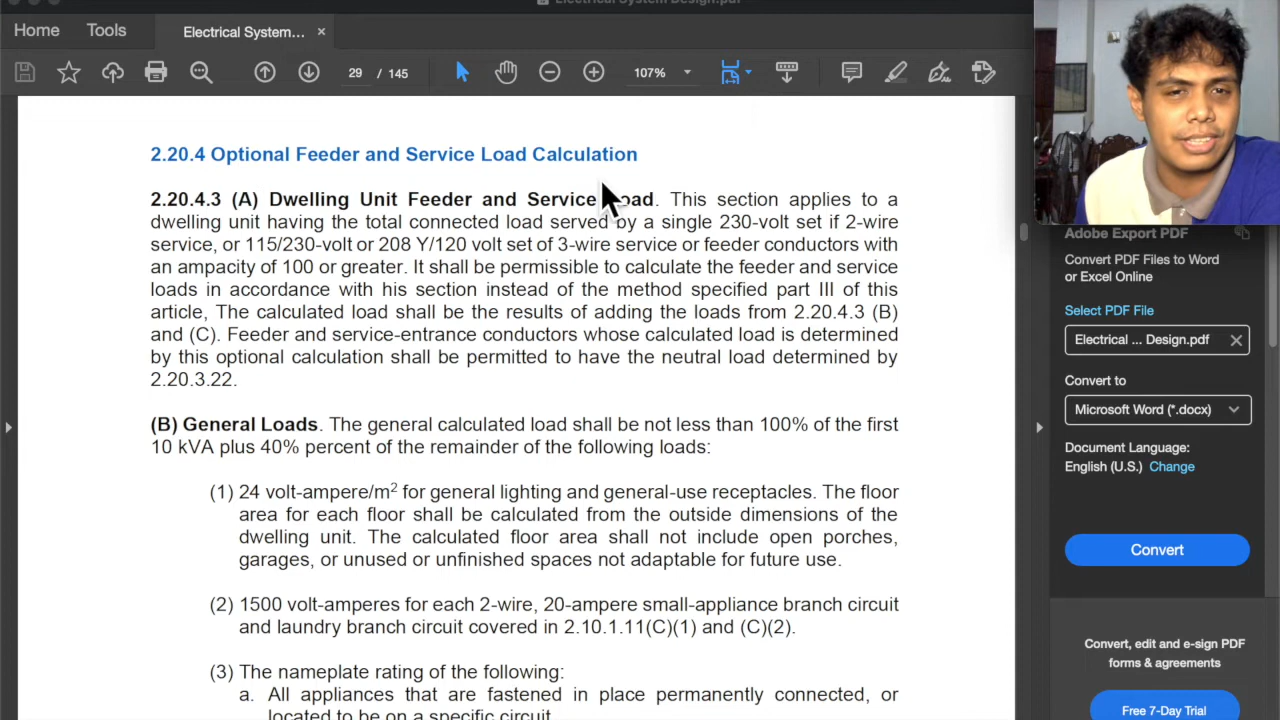 Electrical System Design.pdf
Home
Tools
Electrical System... ×
29 / 145
107%
2.20.4 Optional Feeder and Service Load Calculation
2.20.4.3 (A) Dwelling Unit Feeder and Service Load. This section applies to a
dwelling unit having the total connected load served by a single 230-volt set if 2-wire
service, or 115/230-volt or 208 Y/120 volt set of 3-wire service or feeder conductors with
an ampacity of 100 or greater. It shall be permissible to calculate the feeder and service
loads in accordance with his section instead of the method specified part III of this
article, The calculated load shall be the results of adding the loads from 2.20.4.3 (B)
and (C). Feeder and service-entrance conductors whose calculated load is determined
by this optional calculation shall be permitted to have the neutral load determined by
2.20.3.22.
(B) General Loads. The general calculated load shall be not less than 100% of the first
10 kVA plus 40% percent of the remainder of the following loads:
(1) 24 volt-ampere/m² for general lighting and general-use receptacles. The floor
area for each floor shall be calculated from the outside dimensions of the
dwelling unit. The calculated floor area shall not include open porches,
garages, or unused or unfinished spaces not adaptable for future use.
(2) 1500 volt-amperes for each 2-wire, 20-ampere small-appliance branch circuit
and laundry branch circuit covered in 2.10.1.11(C)(1) and (C)(2).
(3) The nameplate rating of the following:
a. All appliances that are fastened in place permanently connected, or
located to be on a specific circuit
Adobe Export PDF
Convert PDF Files to Word
or Excel Online
Select PDF File
Electrical ... Design.pdf ×
Convert to
Microsoft Word (*.docx)
Document Language:
English (U.S.) Change
Convert
Convert, edit and e-sign PDF
forms & agreements
Free 7-Day Trial